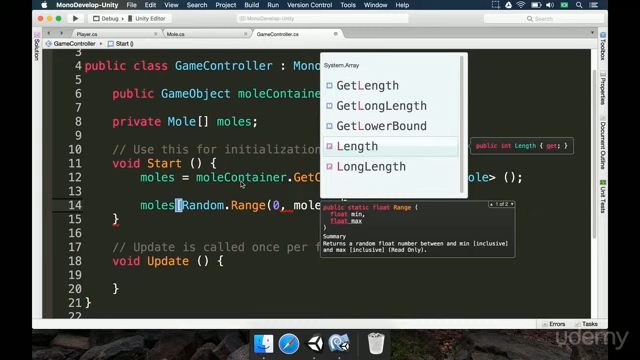 MonoDevelop-Unity File Edit View Search Project Build Run Version Control Tools Window Help
Debug Unity Editor
Player.cs Mole.cs GameController.cs
GameController Start ()
Solution
Toolbox
Properties
Document Outline
Unit Tests
3
4
5 public class GameController : Mono
6 public GameObject moleContainer
7
8 private Mole[] moles;
9
10 // Use this for initialization
11 void Start () {
12 moles = moleContainer.GetC ole> ();
14 moles[Random.Range(0, mole
15 }
16
17 // Update is called once per f
18 void Update () {
19
20 }
21 }
22
System.Array
GetLength
GetLongLength
GetLowerBound
Length
LongLength
public int Length { get; }
public static float Range (
1 of 2
float min,
float max
)
Summary
Returns a random float number between and min [inclusive] and max [inclusive] (Read Only).
Errors Tasks
udemy